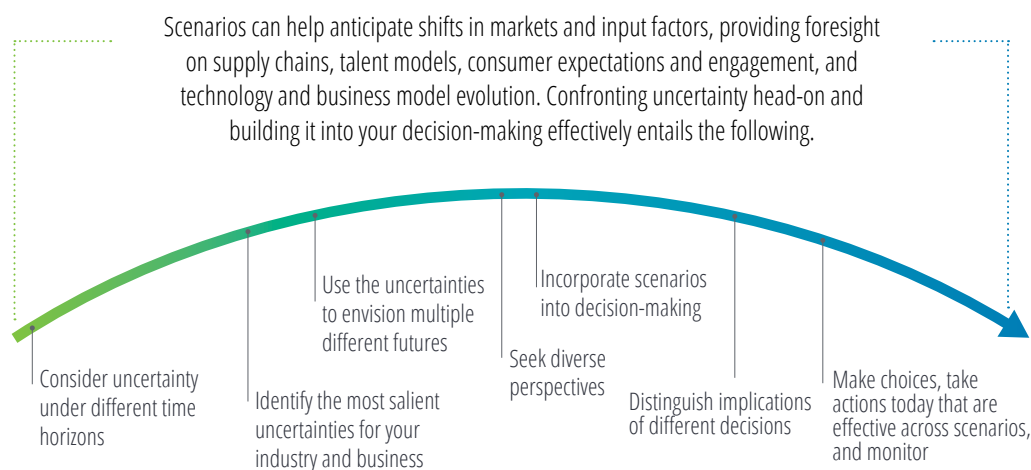 Scenarios can help anticipate shifts in markets and input factors, providing foresight
on supply chains, talent models, consumer expectations and engagement, and
technology and business model evolution. Confronting uncertainty head-on and
building it into your decision-making effectively entails the following.
Consider uncertainty
under different time
horizons
Identify the most salient
uncertainties for your
industry and business
Use the uncertainties
to envision multiple
different futures
Seek diverse
perspectives
Incorporate scenarios
into decision-making
Distinguish implications
of different decisions
Make choices, take
actions today that are
effective across scenarios,
and monitor